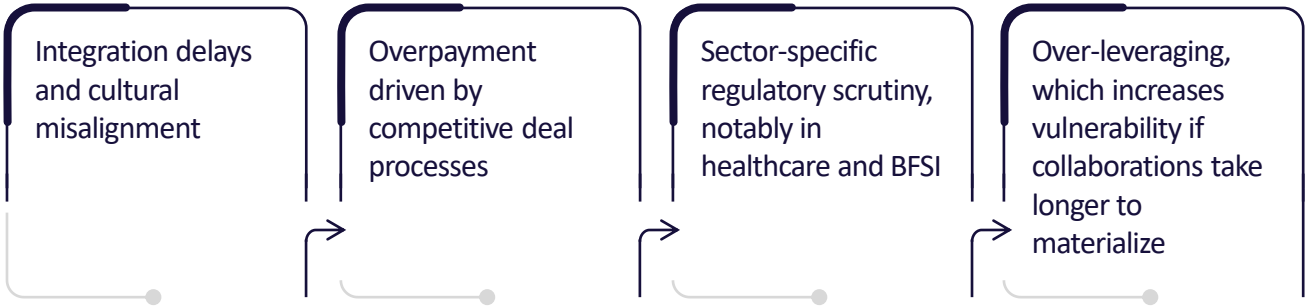 Integration delays
and cultural
misalignment
Overpayment
driven by
competitive deal
processes
Sector-specific
regulatory scrutiny,
notably in
healthcare and BFSI
Over-leveraging,
which increases
vulnerability if
collaborations take
longer to
materialize